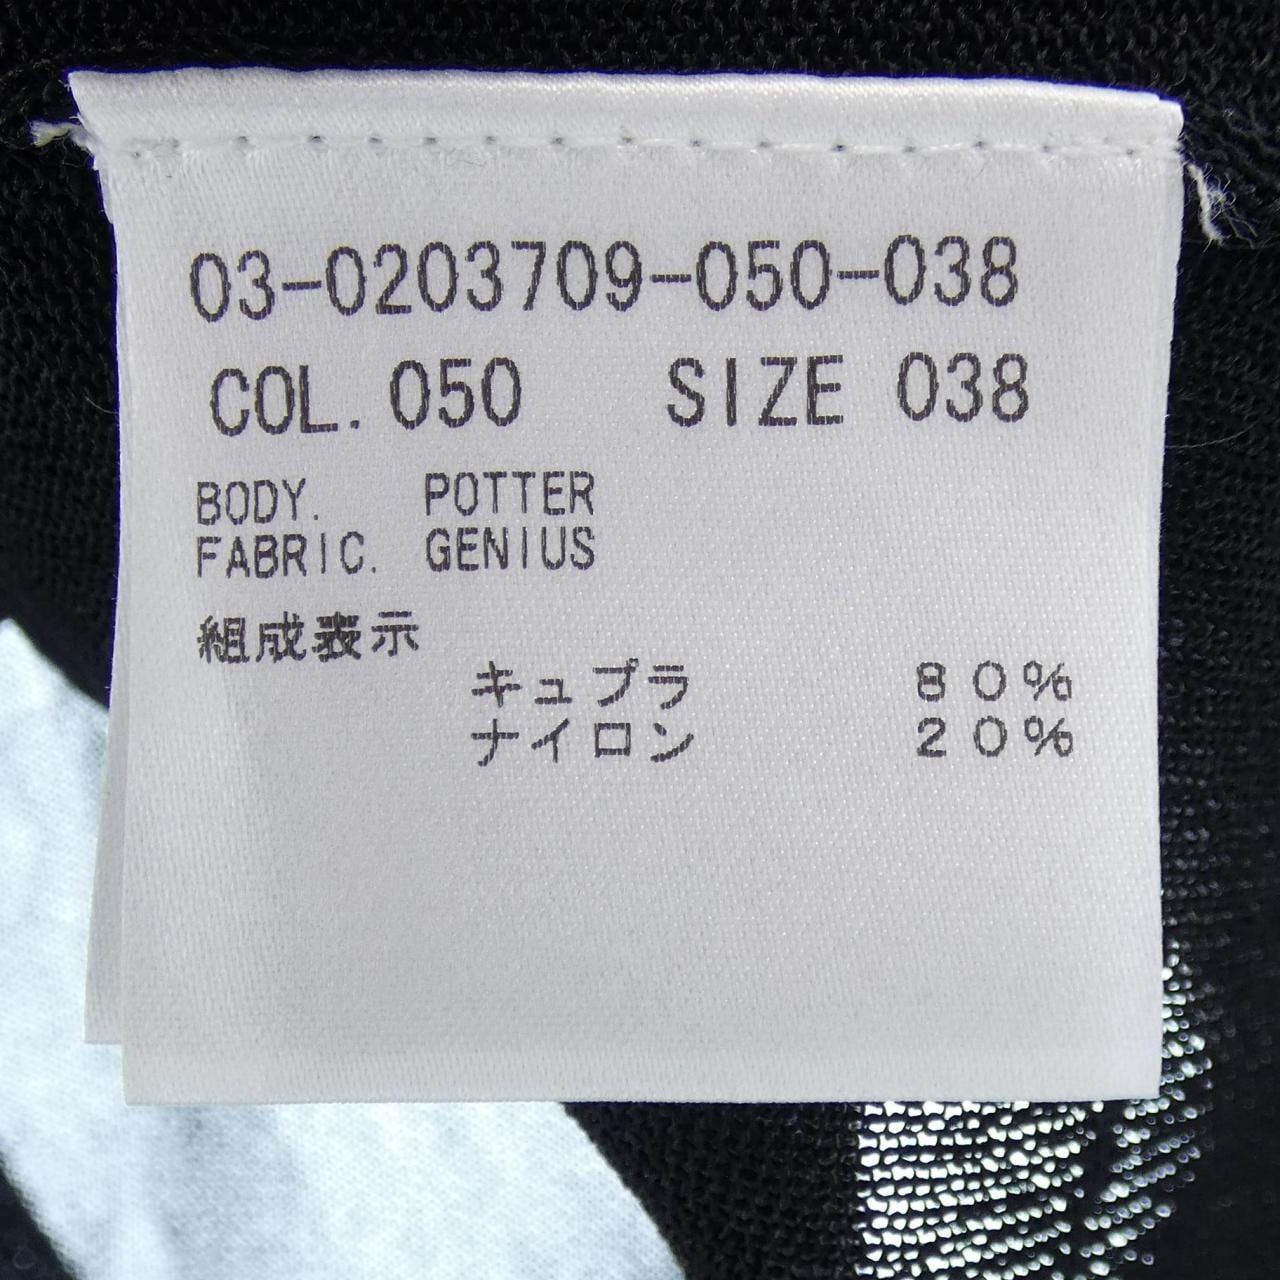 03-0203709-050-038
COL. 050 SIZE 038
BODY. POTTER
FABRIC. GENIUS
組成表示
キュプラ 80%
ナイロン 20%